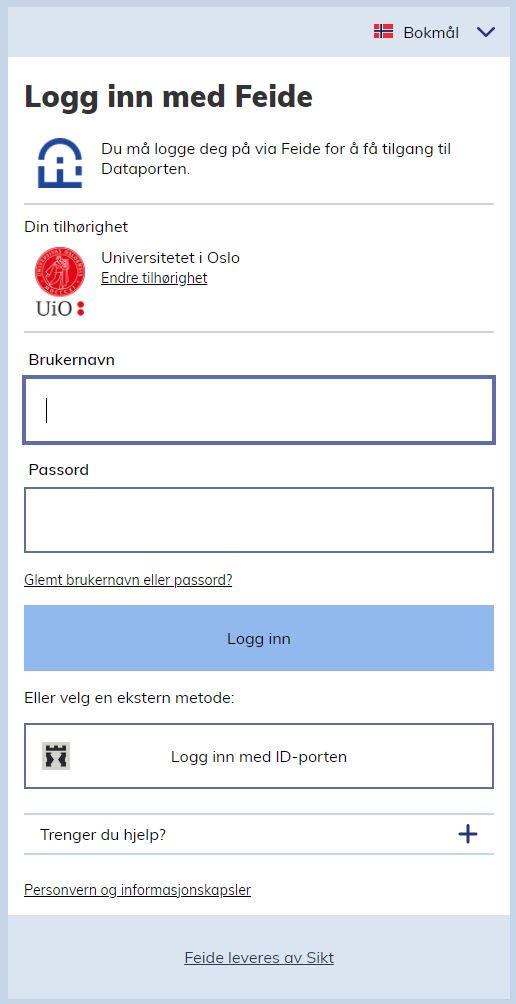 Bokmål
Logg inn med Feide
Du må logge deg på via Feide for å få tilgang til
Dataporten.
Din tilhørighet
Universitetet i Oslo
Endre tilhørighet
UiO
Brukernavn
Passord
Glemt brukernavn eller passord?
Logg inn
Eller velg en ekstern metode:
Logg inn med ID-porten
Trenger du hjelp?
Personvern og informasjonskapsler
Feide leveres av Sikt